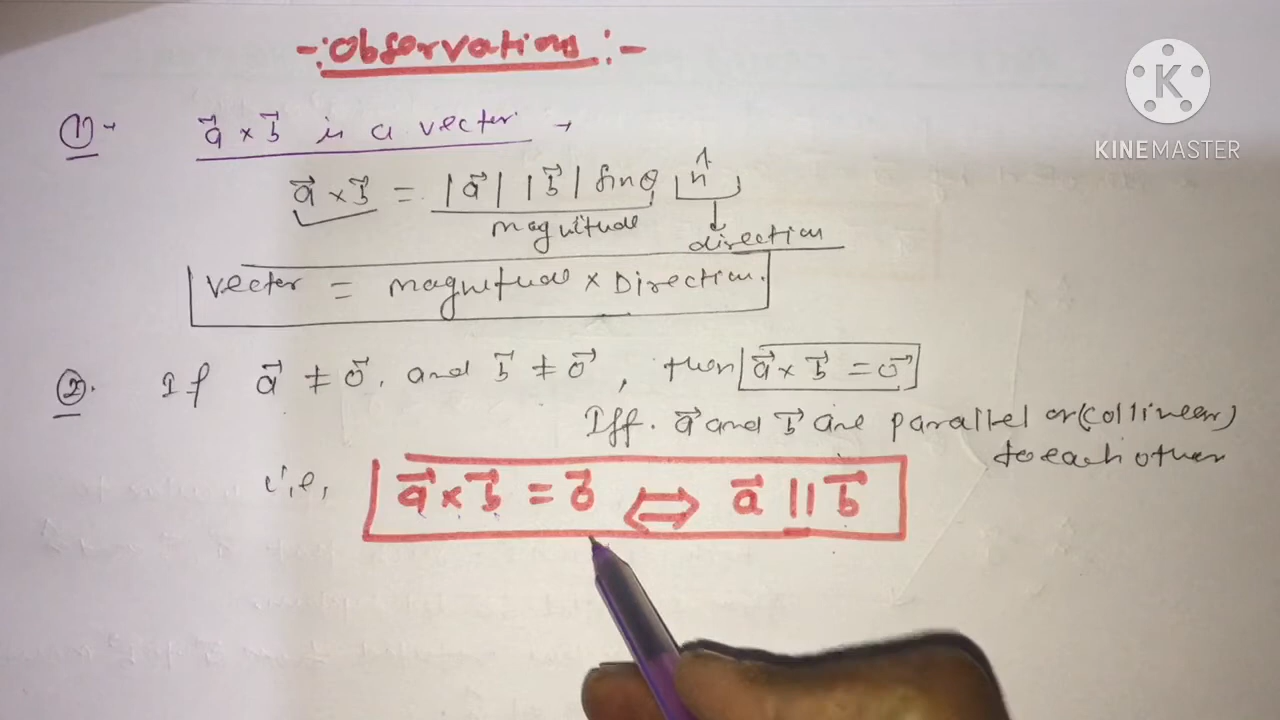 -:Observations:-
KINEMASTER
1) a⃗ × b⃗ is a vector.
a⃗ × b⃗ = |a⃗| |b⃗| sinθ n̂
magnitude direction
vector = magnitude × Direction.
2. If a⃗ ≠ 0⃗, and b⃗ ≠ 0⃗, then a⃗ × b⃗ = 0⃗
Iff. a⃗ and b⃗ are parallel or (collinear)
to each other
i.e, a⃗ × b⃗ = 0⃗ ⇔ a⃗ || b⃗